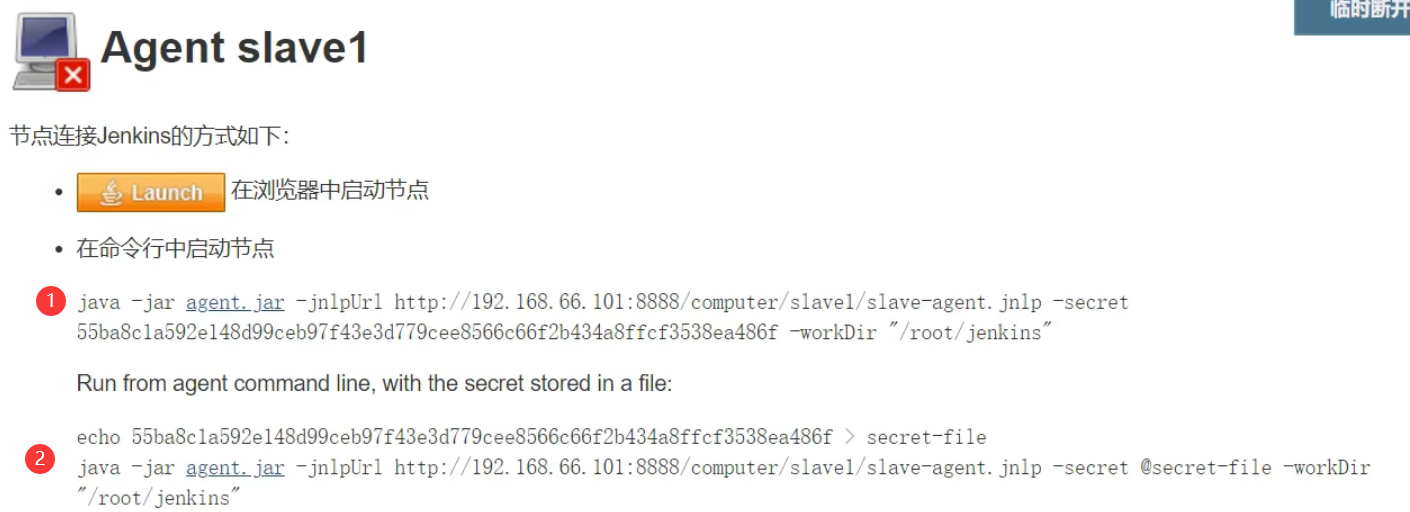 临时断开
Agent slave1
节点连接Jenkins的方式如下：
Launch 在浏览器中启动节点
在命令行中启动节点
1 java -jar agent.jar -jnlpUrl http://192.168.66.101:8888/computer/slave1/slave-agent.jnlp -secret
55ba8c1a592e148d99ceb97f43e3d779cee8566c66f2b434a8ffcf3538ea486f -workDir "/root/jenkins"
Run from agent command line, with the secret stored in a file:
echo 55ba8c1a592e148d99ceb97f43e3d779cee8566c66f2b434a8ffcf3538ea486f > secret-file
2 java -jar agent.jar -jnlpUrl http://192.168.66.101:8888/computer/slave1/slave-agent.jnlp -secret @secret-file -workDir
"/root/jenkins"